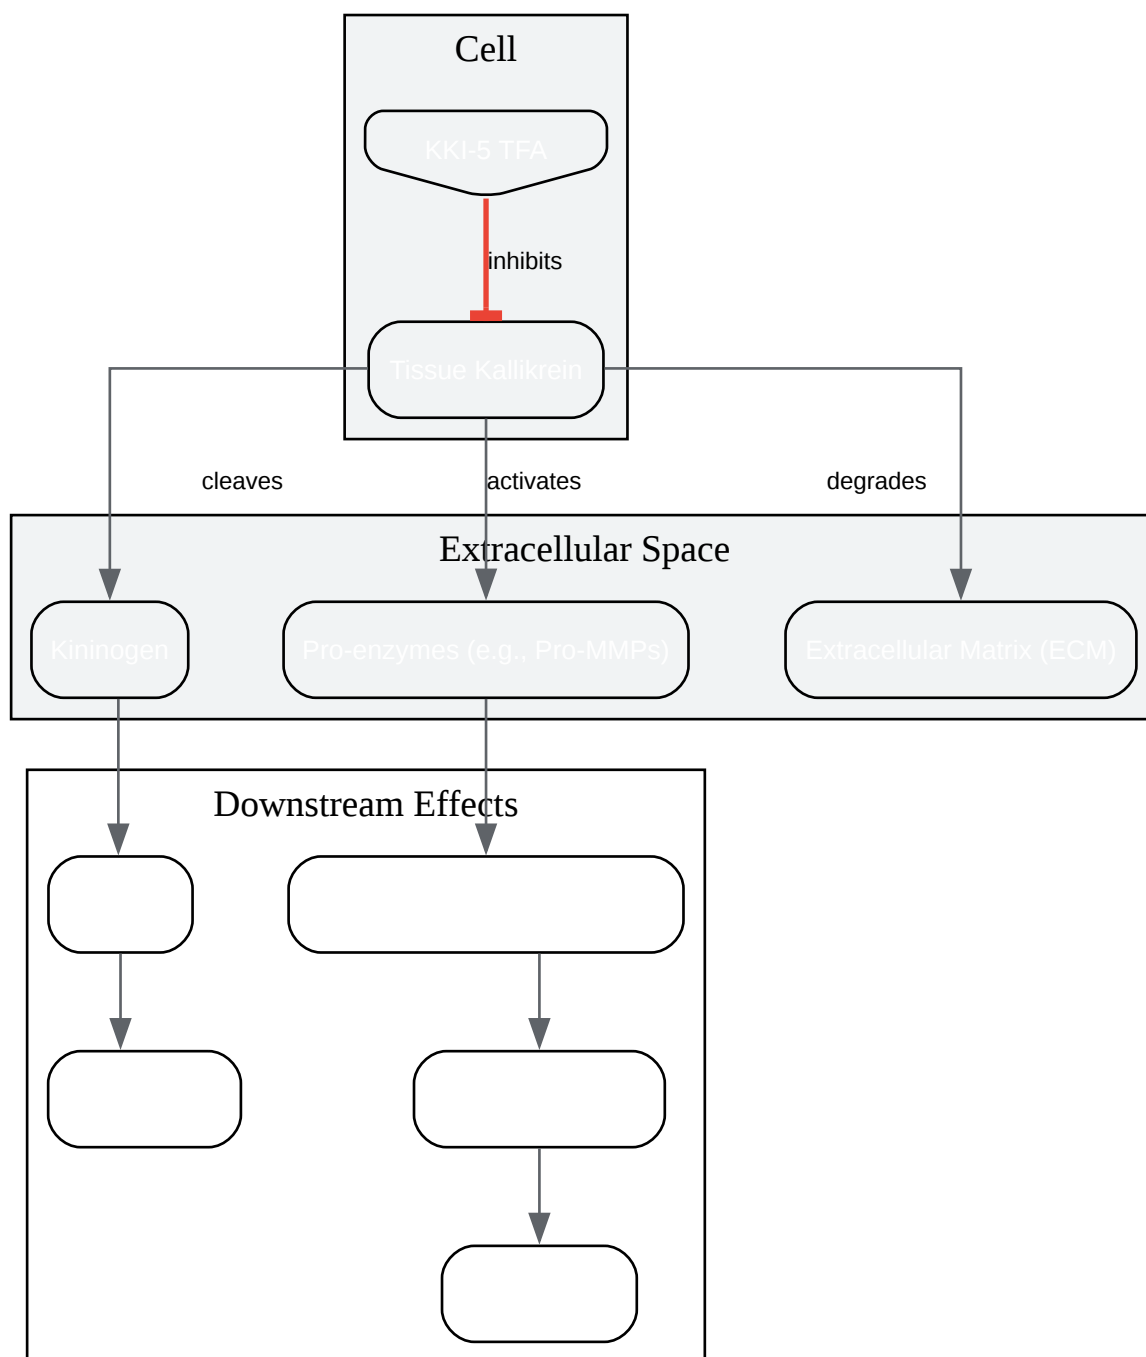 Cell
KKI-5 TFA
inhibits
Tissue Kallikrein
cleaves
activates
degrades
Extracellular Space
Kininogen
Pro-enzymes (e.g., Pro-MMPs)
Extracellular Matrix (ECM)
Downstream Effects